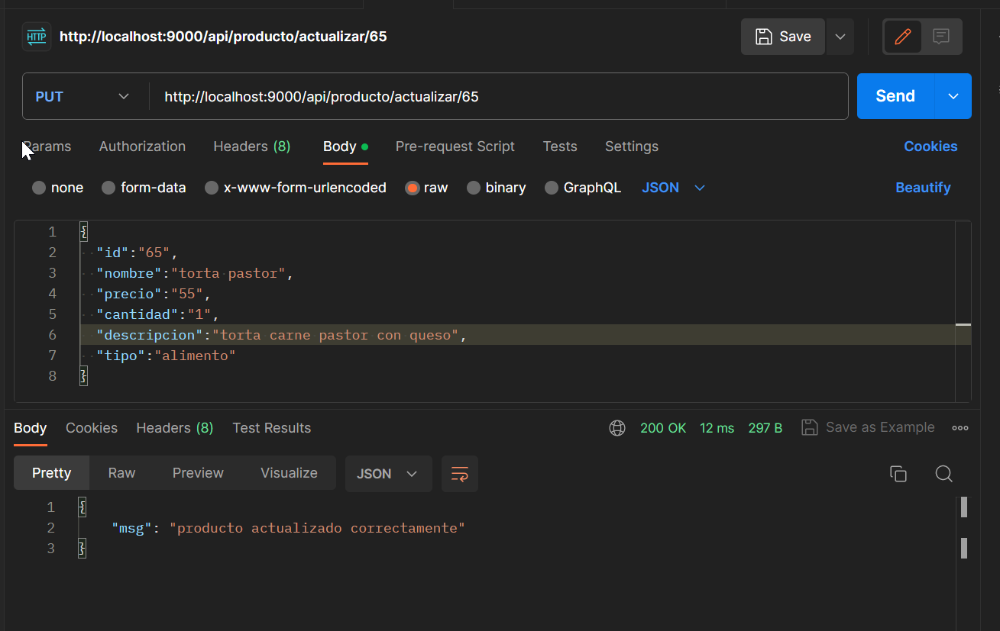 HTTP http://localhost:9000/api/producto/actualizar/65 Save
PUT http://localhost:9000/api/producto/actualizar/65 Send
Params Authorization Headers (8) Body Pre-request Script Tests Settings Cookies
none form-data x-www-form-urlencoded raw binary GraphQL JSON Beautify
1 {
2 "id":"65",
3 "nombre":"torta pastor",
4 "precio":"55",
5 "cantidad":"1",
6 "descripcion":"torta carne pastor con queso",
7 "tipo":"alimento"
8 }
Body Cookies Headers (8) Test Results 200 OK 12 ms 297 B Save as Example
Pretty Raw Preview Visualize JSON
1 {
2 "msg": "producto actualizado correctamente"
3 }